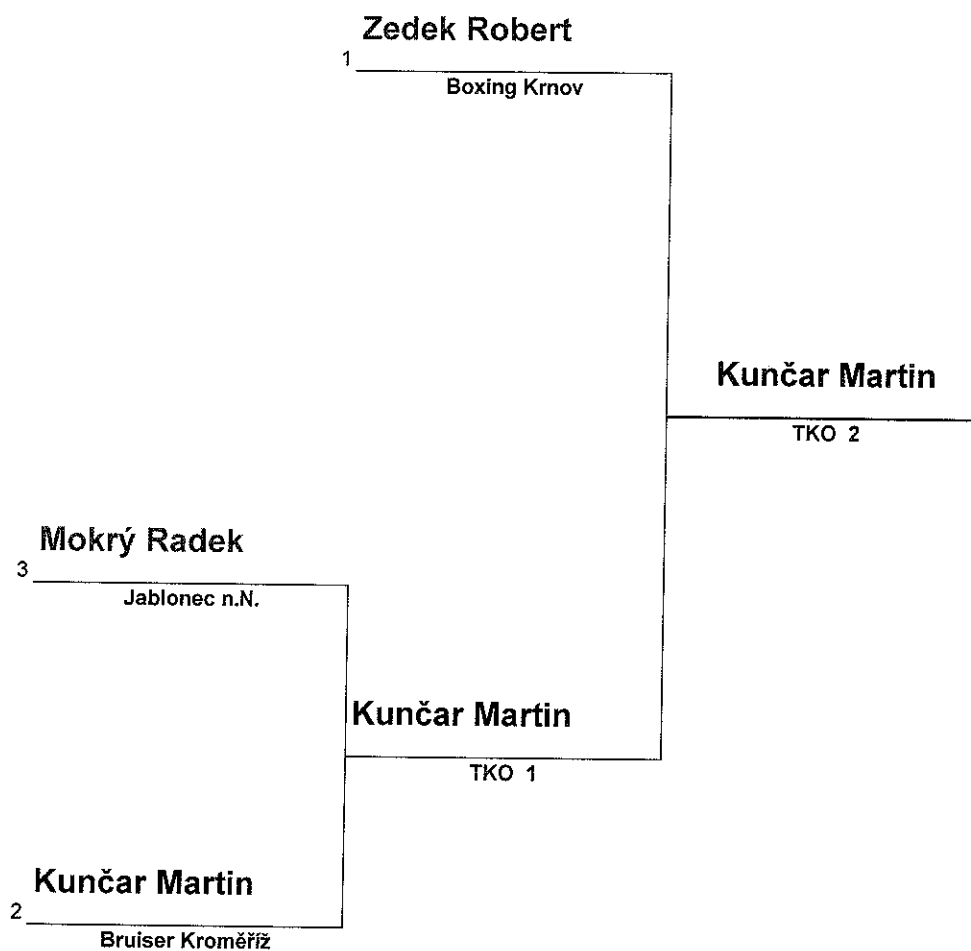 Zedek Robert
1
Boxing Krnov
Kunčar Martin
TKO 2
Mokrý Radek
3
Jablonec n.N.
Kunčar Martin
TKO 1
Kunčar Martin
2
Bruiser Kroměříž